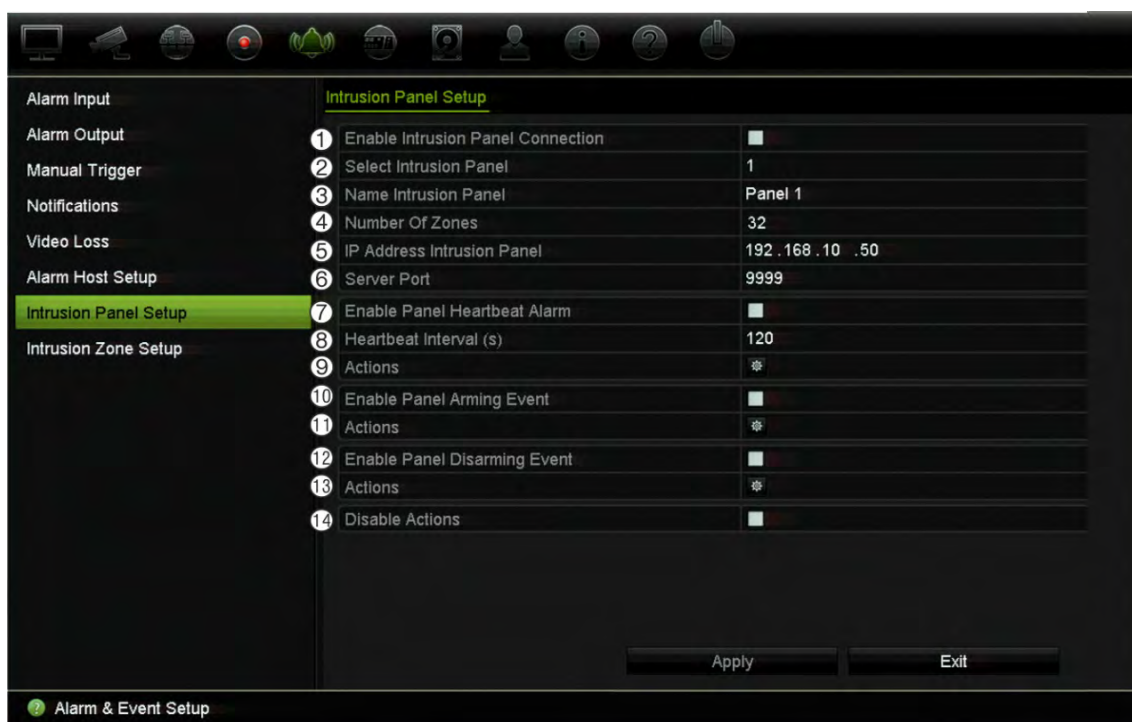 Alarm Input
Alarm Output
Manual Trigger
Notifications
Video Loss
Alarm Host Setup
Intrusion Panel Setup
Intrusion Zone Setup
Intrusion Panel Setup
1 Enable Intrusion Panel Connection
2 Select Intrusion Panel 1
3 Name Intrusion Panel Panel 1
4 Number Of Zones 32
5 IP Address Intrusion Panel 192 .168 .10 .50
6 Server Port 9999
7 Enable Panel Heartbeat Alarm
8 Heartbeat Interval (s) 120
9 Actions
10 Enable Panel Arming Event
11 Actions
12 Enable Panel Disarming Event
13 Actions
14 Disable Actions
Apply Exit
? Alarm & Event Setup